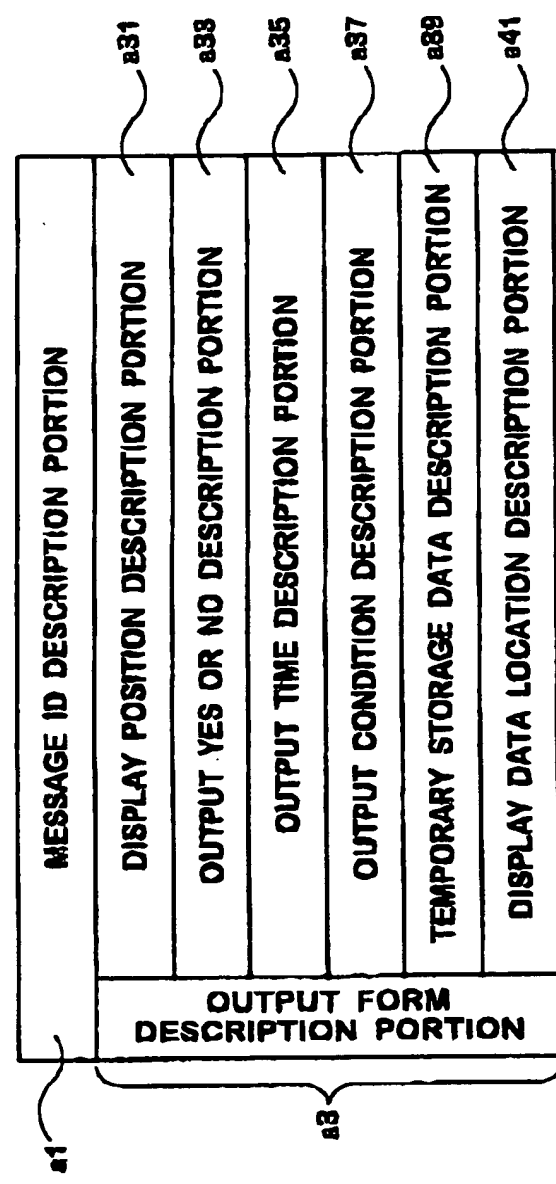 a1
MESSAGE ID DESCRIPTION PORTION
a3
OUTPUT FORM
DESCRIPTION PORTION
DISPLAY POSITION DESCRIPTION PORTION
a31
OUTPUT YES OR NO DESCRIPTION PORTION
a33
OUTPUT TIME DESCRIPTION PORTION
a35
OUTPUT CONDITION DESCRIPTION PORTION
a37
TEMPORARY STORAGE DATA DESCRIPTION PORTION
a39
DISPLAY DATA LOCATION DESCRIPTION PORTION
a41